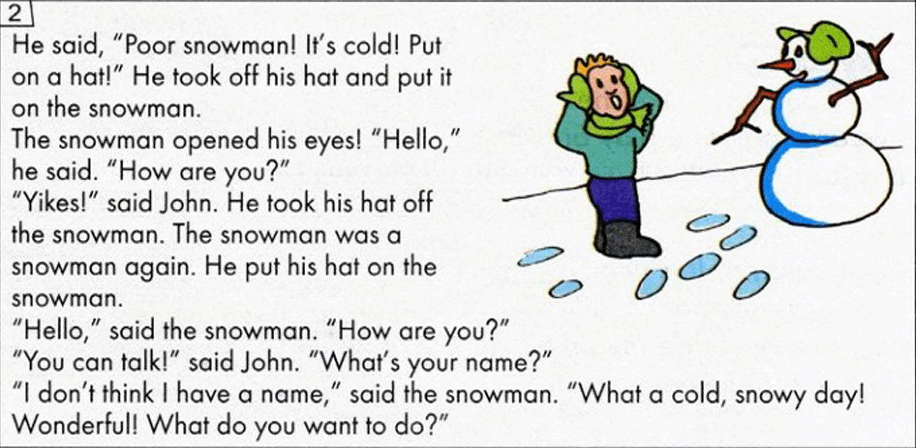 2
He said, “Poor snowman! It’s cold! Put
on a hat!” He took off his hat and put it
on the snowman.
The snowman opened his eyes! “Hello,”
he said. “How are you?”
“Yikes!” said John. He took his hat off
the snowman. The snowman was a
snowman again. He put his hat on the
snowman.
“Hello,” said the snowman. “How are you?”
“You can talk!” said John. “What’s your name?”
“I don’t think I have a name,” said the snowman. “What a cold, snowy day!
Wonderful! What do you want to do?”